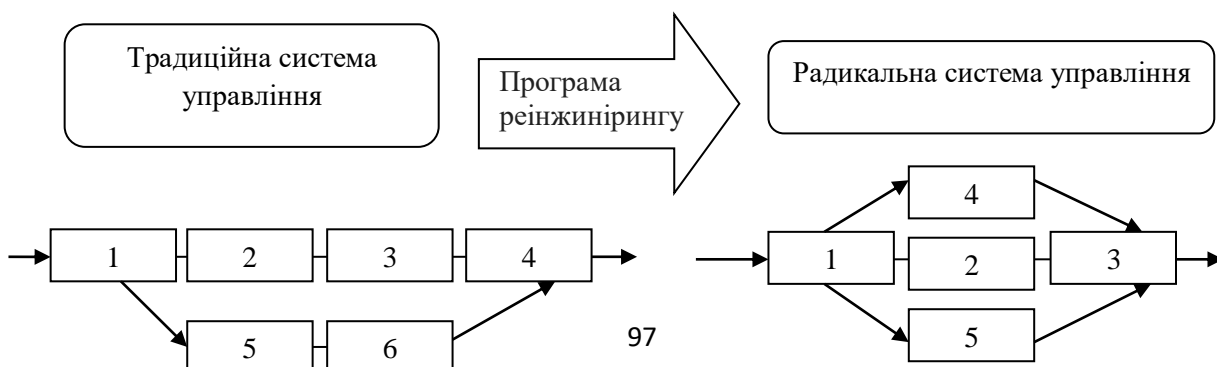 Традиційна система
управління
Програма
реінжинірингу
Радикальна система управління
1
2
3
4
5
6
4
1
2
3
5
97